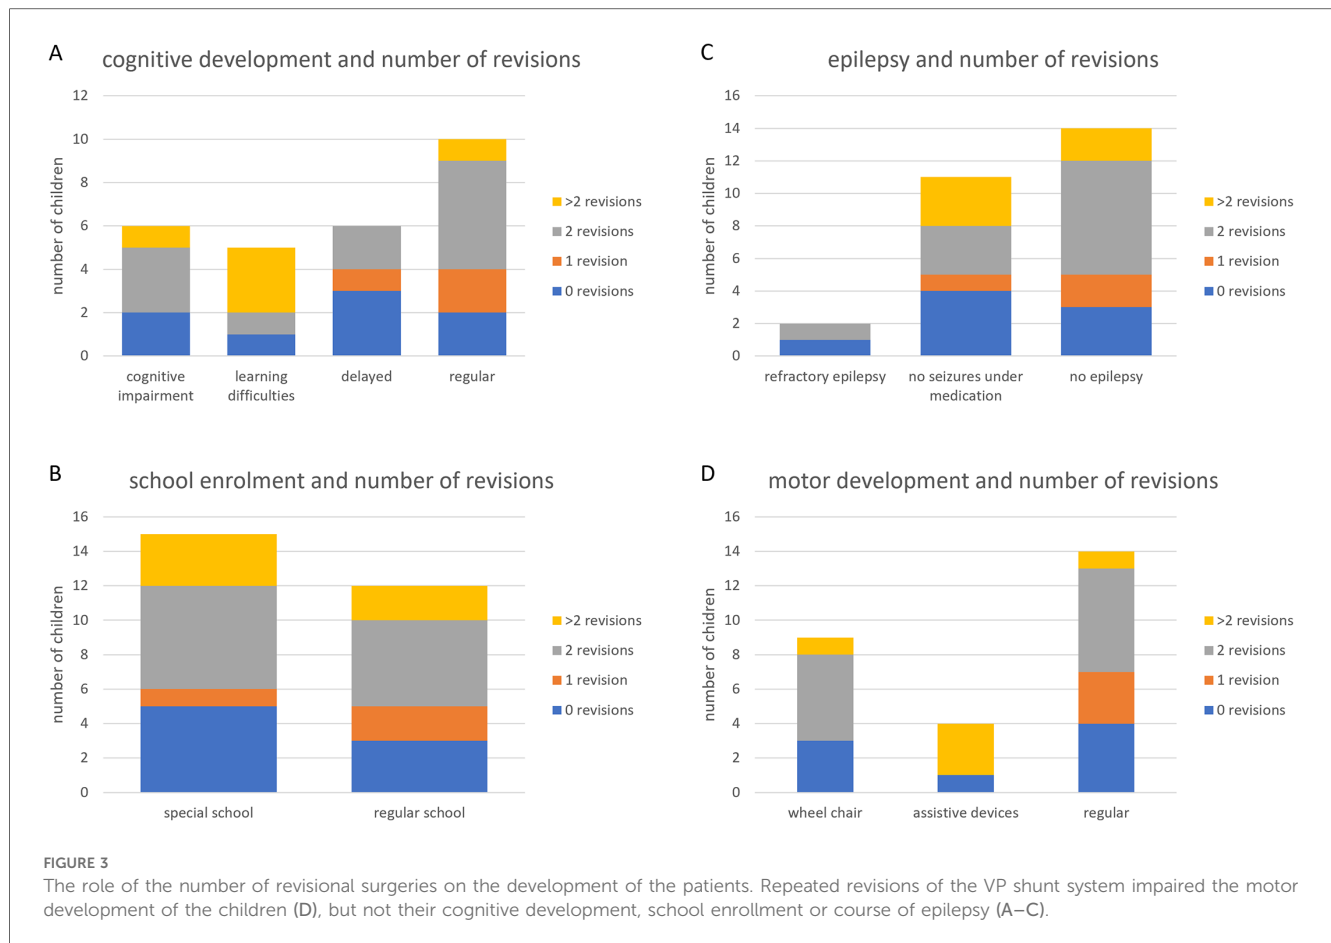 A
cognitive development and number of revisions
12
10
8
6
4
2
0
number of children
cognitive
impairment
learning
difficulties
delayed
regular
>2 revisions
2 revisions
1 revision
0 revisions
C
epilepsy and number of revisions
16
14
12
10
8
6
4
2
0
number of children
refractory epilepsy
no seizures under
medication
no epilepsy
>2 revisions
2 revisions
1 revision
0 revisions
B
school enrolment and number of revisions
16
14
12
10
8
6
4
2
0
number of children
special school
regular school
>2 revisions
2 revisions
1 revision
0 revisions
D
motor development and number of revisions
16
14
12
10
8
6
4
2
0
number of children
wheel chair
assistive devices
regular
>2 revisions
2 revisions
1 revision
0 revisions
FIGURE 3
The role of the number of revisional surgeries on the development of the patients. Repeated revisions of the VP shunt system impaired the motor
development of the children (D), but not their cognitive development, school enrollment or course of epilepsy (A–C).